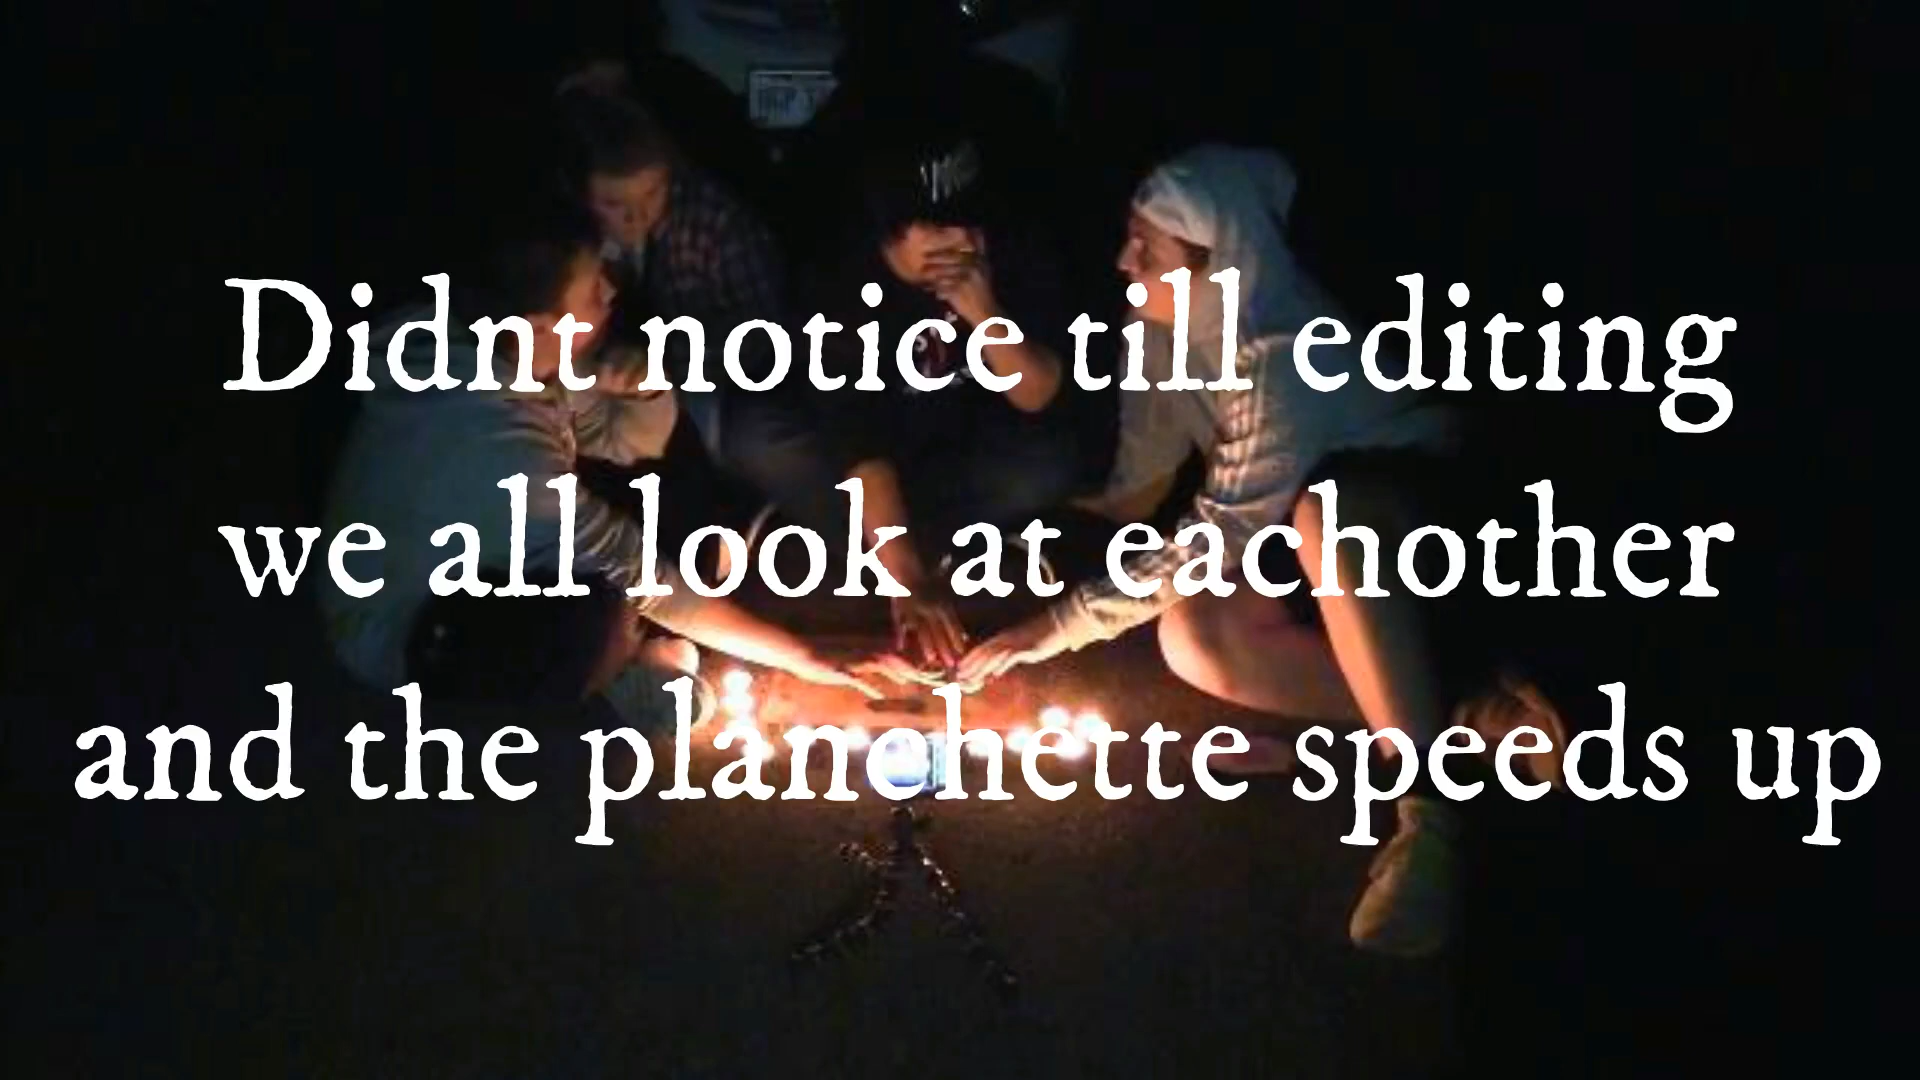 Didnt notice till editing
we all look at eachother
and the planchette speeds up